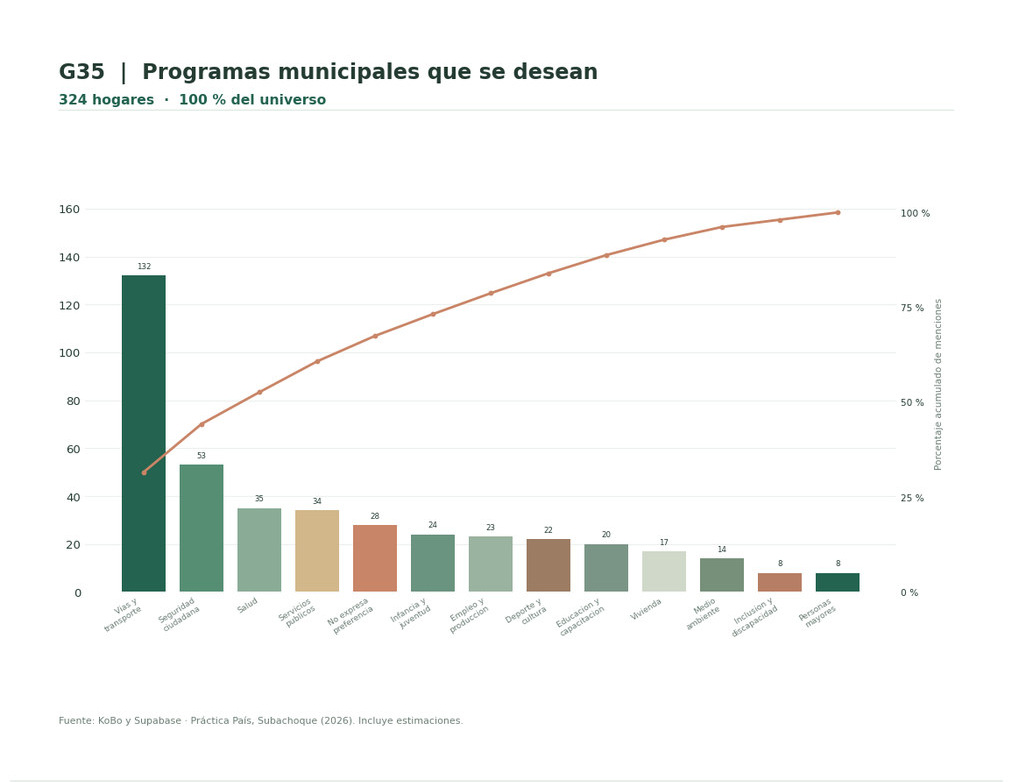 G35 | Programas municipales que se desean
324 hogares · 100 % del universo
160
140
120
100
80
60
40
20
0
132
53
35
34
28
24
23
22
20
17
14
8
8
100 %
75 %
50 %
25 %
0 %
Porcentaje acumulado de menciones
Vias y
transporte
Seguridad
ciudadana
Salud
Servicios
publicos
No expresa
preferencia
Infancia y
juventud
Empleo y
produccion
Deporte y
cultura
Educacion y
capacitacion
Vivienda
Medio
ambiente
Inclusion y
discapacidad
Personas
mayores
Fuente: KoBo y Supabase · Práctica País, Subachoque (2026). Incluye estimaciones.